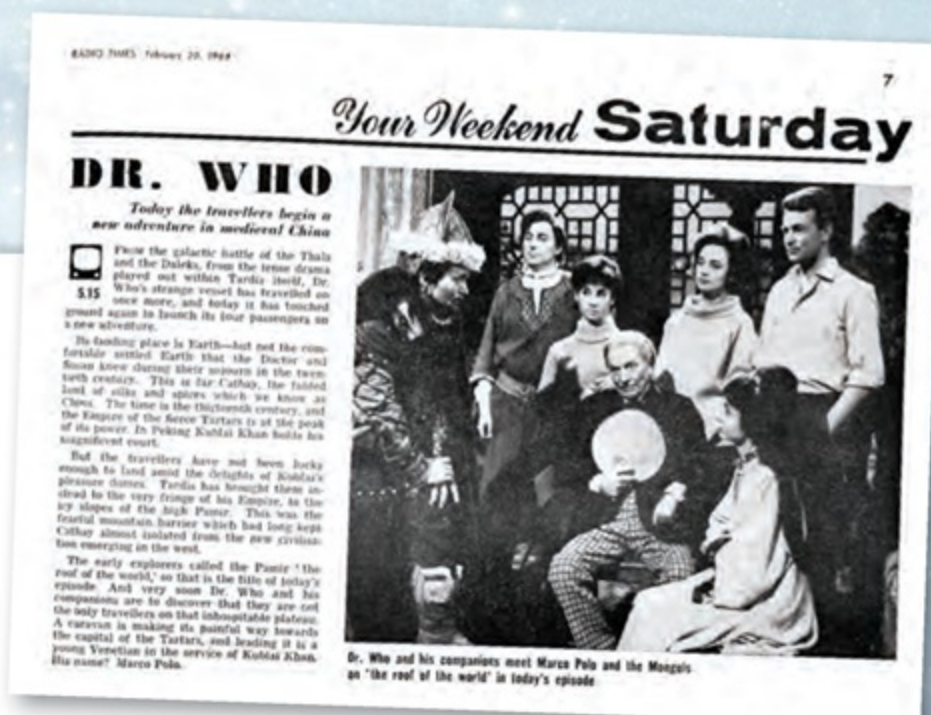 RADIO TIMES February 20, 1964
7
Your Weekend Saturday
DR. WHO
Today the travellers begin a
new adventure in medieval China
5.15
From the galactic battle of the Thals
and the Daleks, from the tense drama
played out within Tardis itself, Dr.
Who's strange vessel has travelled on
once more, and today it has touched
ground again to launch its four passengers on
a new adventure.
Its landing place is Earth—but not the com-
fortable settled Earth that the Doctor and
Susan knew during their sojourn in the twen-
tieth century. This is far Cathay, the fabled
land of silks and spices which we know as
China. The time is the thirteenth century, and
the Empire of the fierce Tartars is at the peak
of its power. In Peking Kublai Khan holds his
magnificent court.
But the travellers have not been lucky
enough to land amid the delights of Kublai's
pleasure domes. Tardis has brought them in-
stead to the very fringe of his Empire, to the
icy slopes of the high Pamir. This was the
fearful mountain barrier which had long kept
Cathay almost isolated from the new civilisa-
tion emerging in the west.
The early explorers called the Pamir 'the
roof of the world,' so that is the title of today's
episode. And very soon Dr. Who and his
companions are to discover that they are not
the only travellers on that inhospitable plateau.
A caravan is making its painful way towards
the capital of the Tartars, and leading it is a
young Venetian in the service of Kublai Khan.
His name? Marco Polo.
Dr. Who and his companions meet Marco Polo and the Mongols
on 'the roof of the world' in today's episode